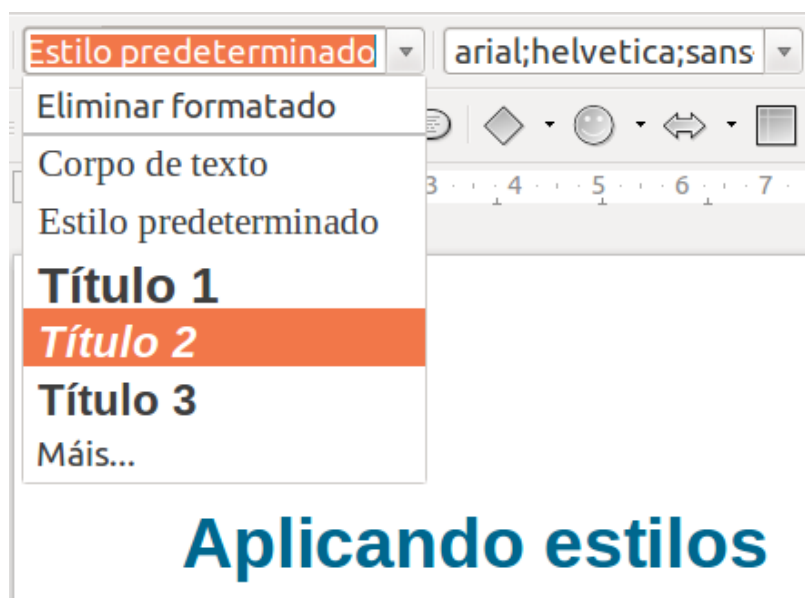 Estilo predeterminado
arial;helvetica;sans
Eliminar formatado
Corpo de texto
3 4 5 6 7
Estilo predeterminado
Título 1
Título 2
Título 3
Máis...
Aplicando estilos